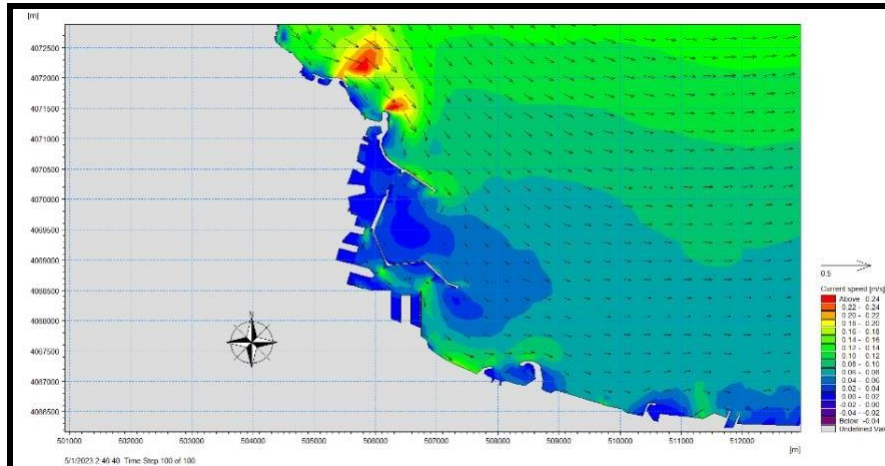 [m]
4072500
4072000
4071500
4071000
4070500
4070000
4069500
4069000
4068500
4068000
4067500
4067000
4066500
501000 502000 503000 504000 505000 506000 507000 508000 509000 510000 511000 512000
[m]
N
0.5
Current speed [m/s]
Above 0.24
0.22 - 0.24
0.20 - 0.22
0.18 - 0.20
0.16 - 0.18
0.14 - 0.16
0.12 - 0.14
0.10 - 0.12
0.08 - 0.10
0.06 - 0.08
0.04 - 0.06
0.02 - 0.04
0.00 - 0.02
-0.02 - 0.00
-0.04 - -0.02
Below -0.04
Undefined Valu
5/1/2023 2:46:40 Time Step 100 of 100.